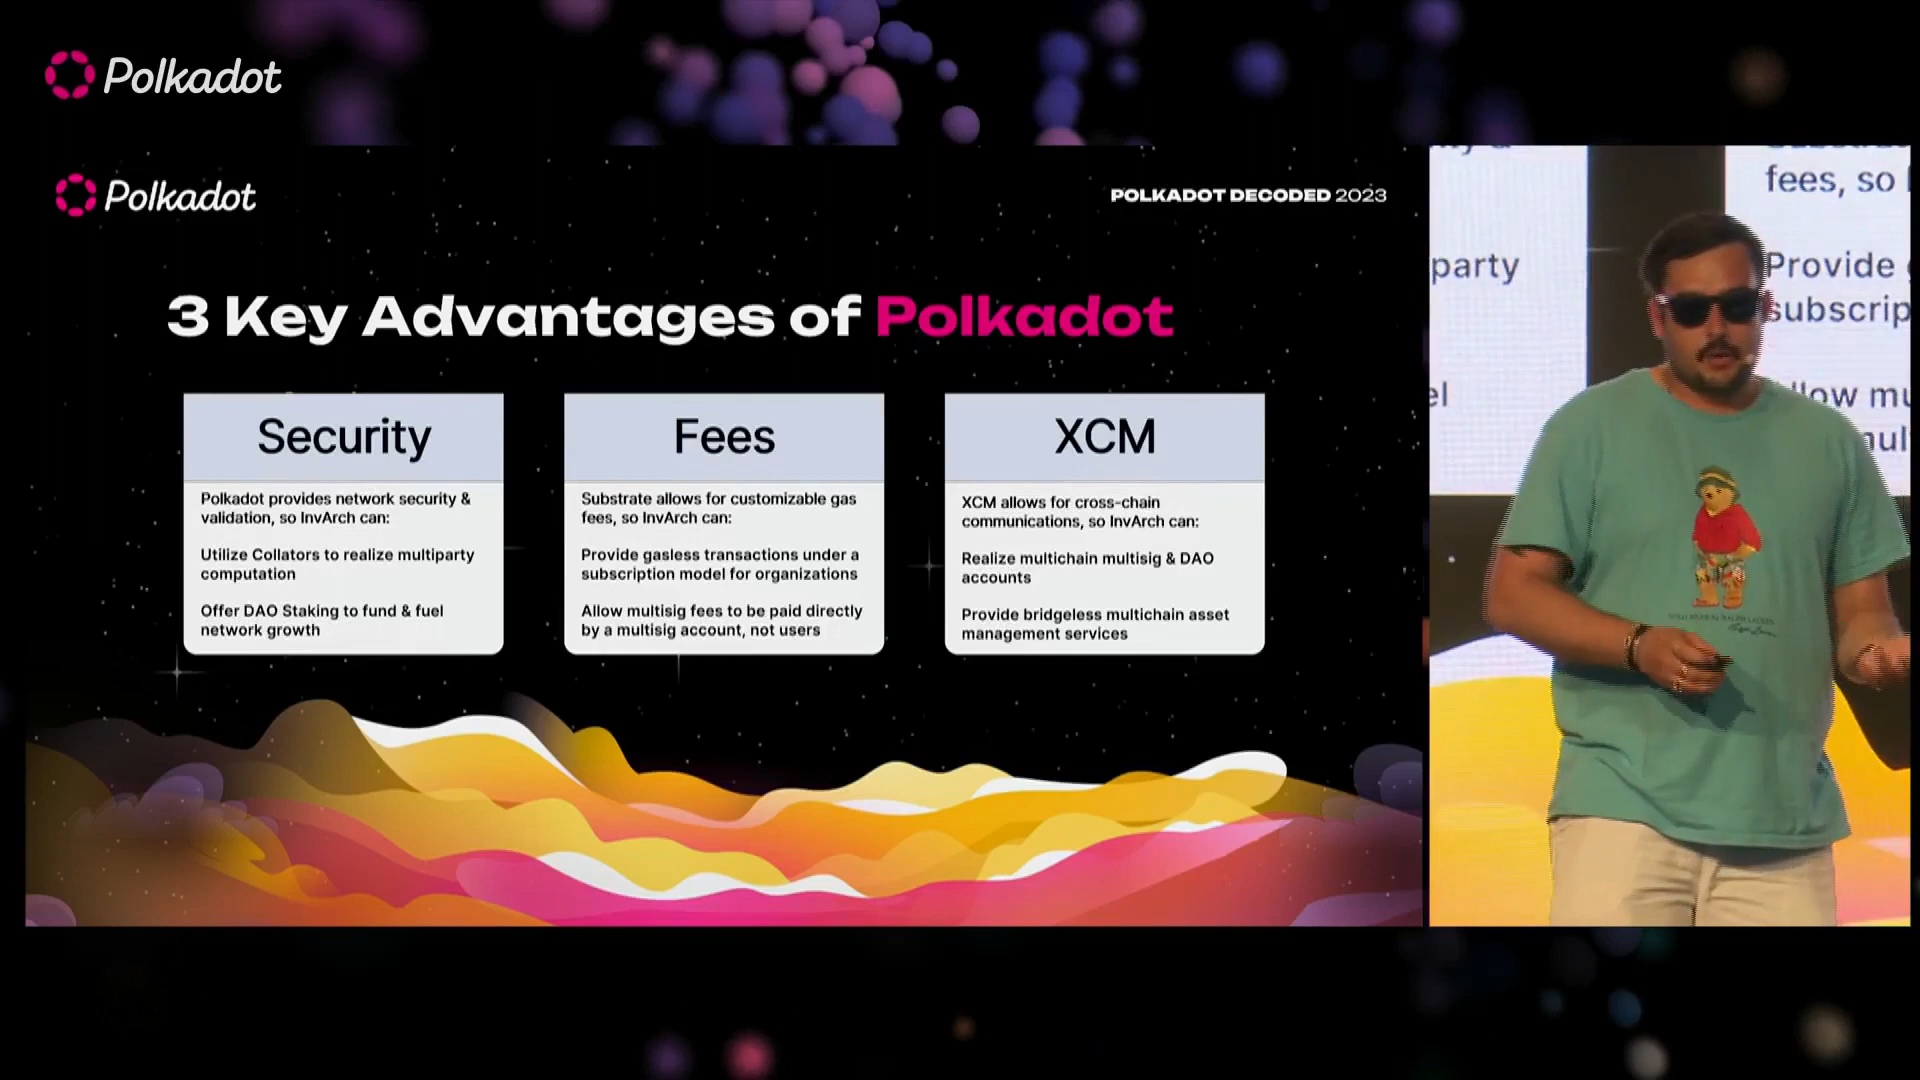 Polkadot
Polkadot
POLKADOT DECODED 2023
3 Key Advantages of Polkadot
Security
Polkadot provides network security &
validation, so InvArch can:
Utilize Collators to realize multiparty
computation
Offer DAO Staking to fund & fuel
network growth
Fees
Substrate allows for customizable gas
fees, so InvArch can:
Provide gasless transactions under a
subscription model for organizations
Allow multisig fees to be paid directly
by a multisig account, not users
XCM
XCM allows for cross-chain
communications, so InvArch can:
Realize multichain multisig & DAO
accounts
Provide bridgeless multichain asset
management services
fees, so
party
Provide
subscrip
el
llow mu